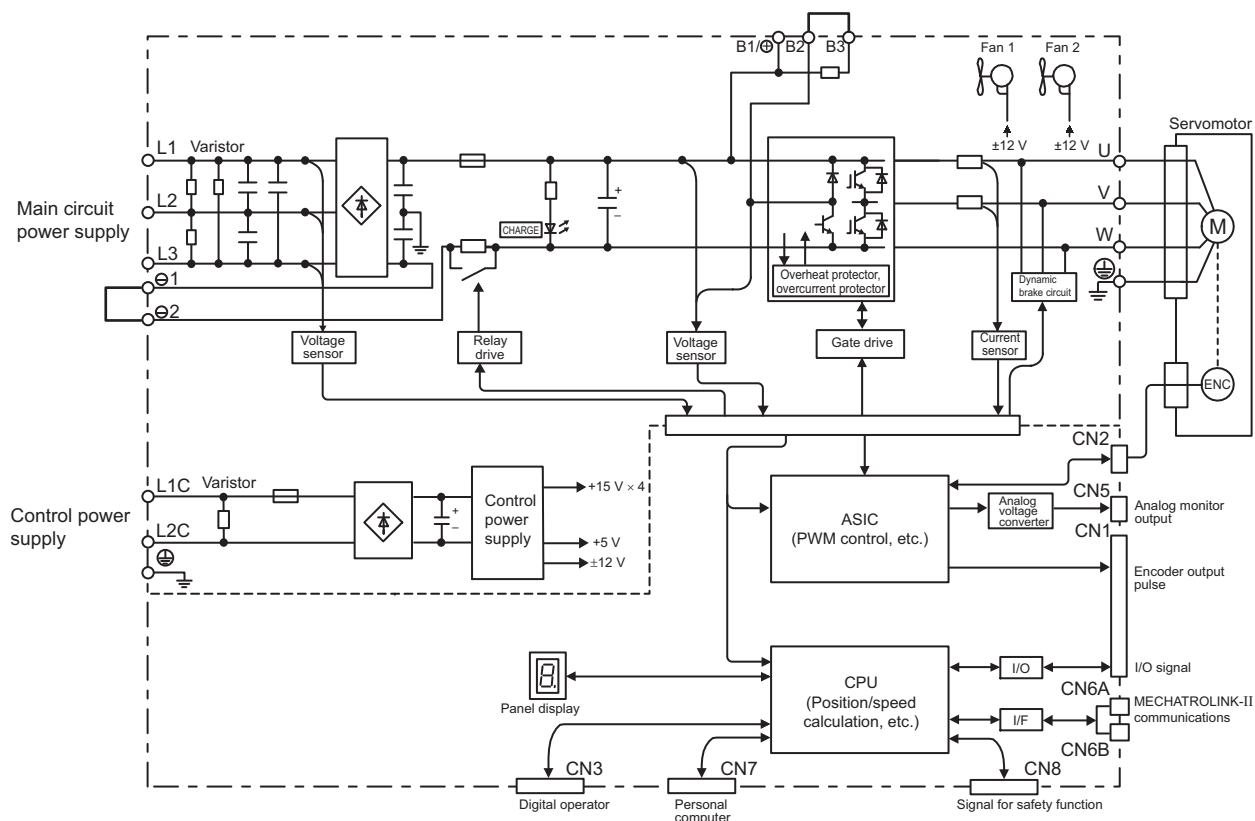 B1/⊕ B2 B3
Fan 1 Fan 2
±12 V ±12 V
Servomotor
L1 Varistor
U
Main circuit
power supply
L2
V
CHARGE
+
–
M
L3
W
⊖1
Overheat protector,
overcurrent protector
Dynamic
brake circuit
⊖2
Voltage
sensor
Relay
drive
Voltage
sensor
Gate drive
Current
sensor
ENC
CN2
Control power
supply
L1C Varistor
+
–
Control
power
supply
+15 V × 4
+5 V
±12 V
L2C
ASIC
(PWM control, etc.)
Analog
voltage
converter
CN5
Analog monitor
output
CN1
Encoder output
pulse
Panel display
8.
CPU
(Position/speed
calculation, etc.)
I/O
I/O signal
I/F
CN6A
MECHATROLINK-II
communications
CN6B
CN3
Digital operator
CN7
Personal
computer
CN8
Signal for safety function